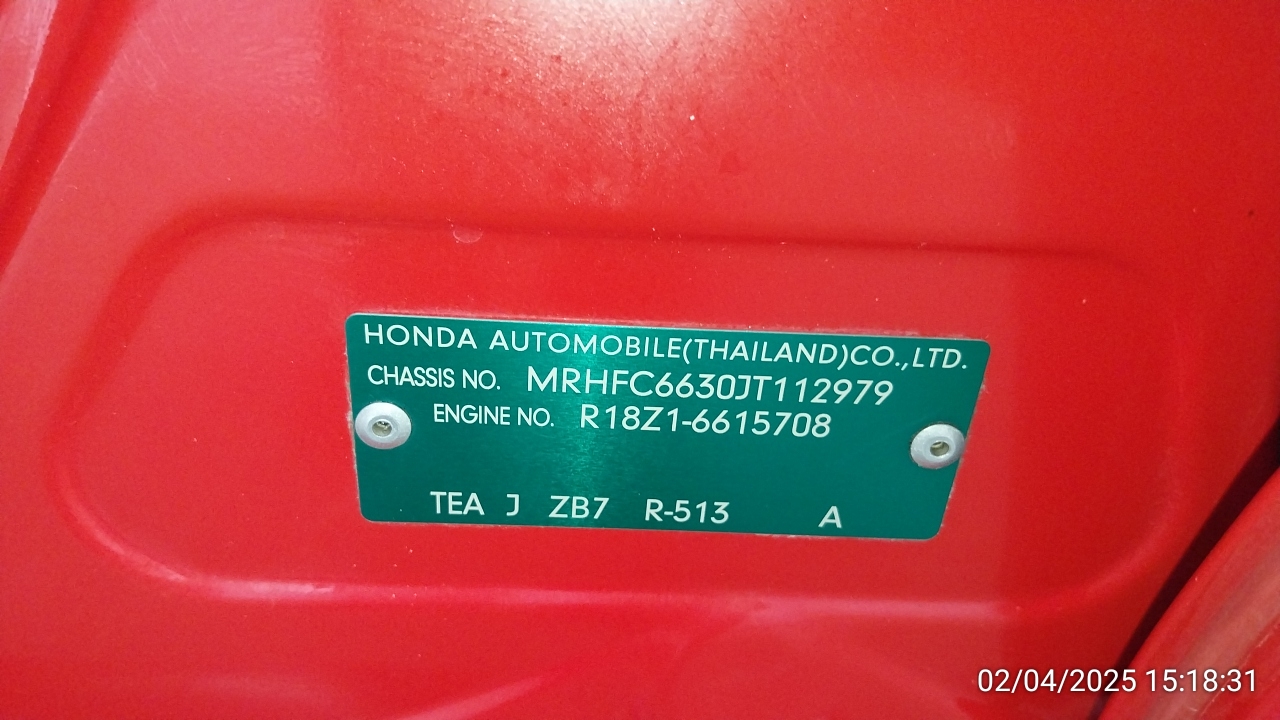 HONDA AUTOMOBILE(THAILAND)CO.,LTD.
CHASSIS NO. MRHFC6630JT112979
ENGINE NO. R18Z1-6615708
TEA J ZB7 R-513 A
02/04/2025 15:18:31